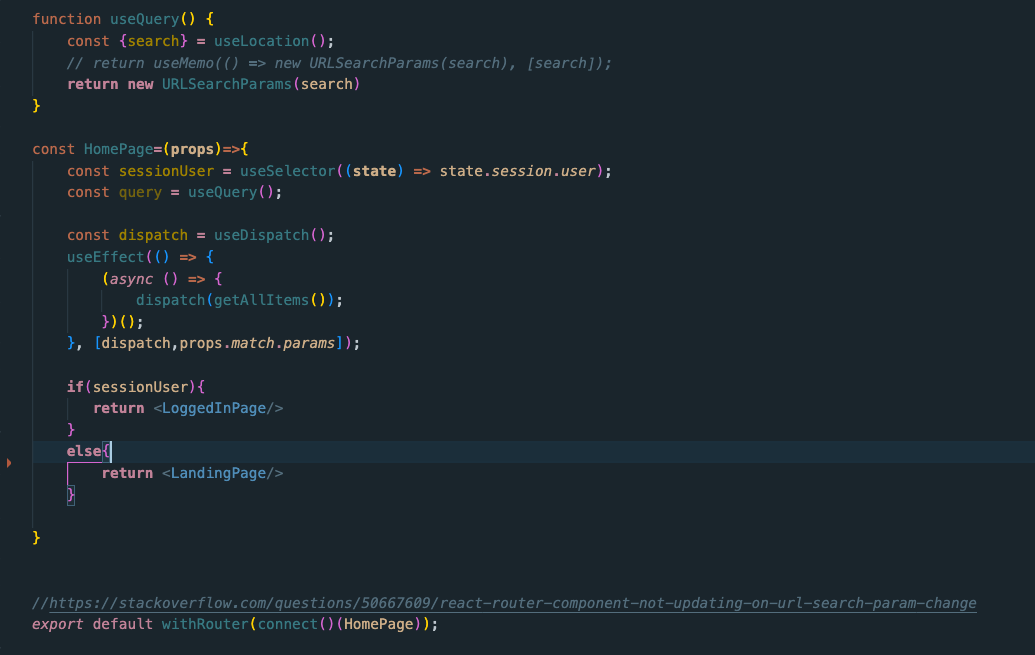 function useQuery() {
    const {search} = useLocation();
    // return useMemo(() => new URLSearchParams(search), [search]);
    return new URLSearchParams(search)
}
const HomePage=(props)=>{
    const sessionUser = useSelector((state) => state.session.user);
    const query = useQuery();
    const dispatch = useDispatch();
    useEffect(() => {
        (async () => {
            dispatch(getAllItems());
        })();
    }, [dispatch,props.match.params]);
    if(sessionUser){
       return <LoggedInPage/>
    }
    else{
        return <LandingPage/>
    }
}
//https://stackoverflow.com/questions/50667609/react-router-component-not-updating-on-url-search-param-change
export default withRouter(connect()(HomePage));